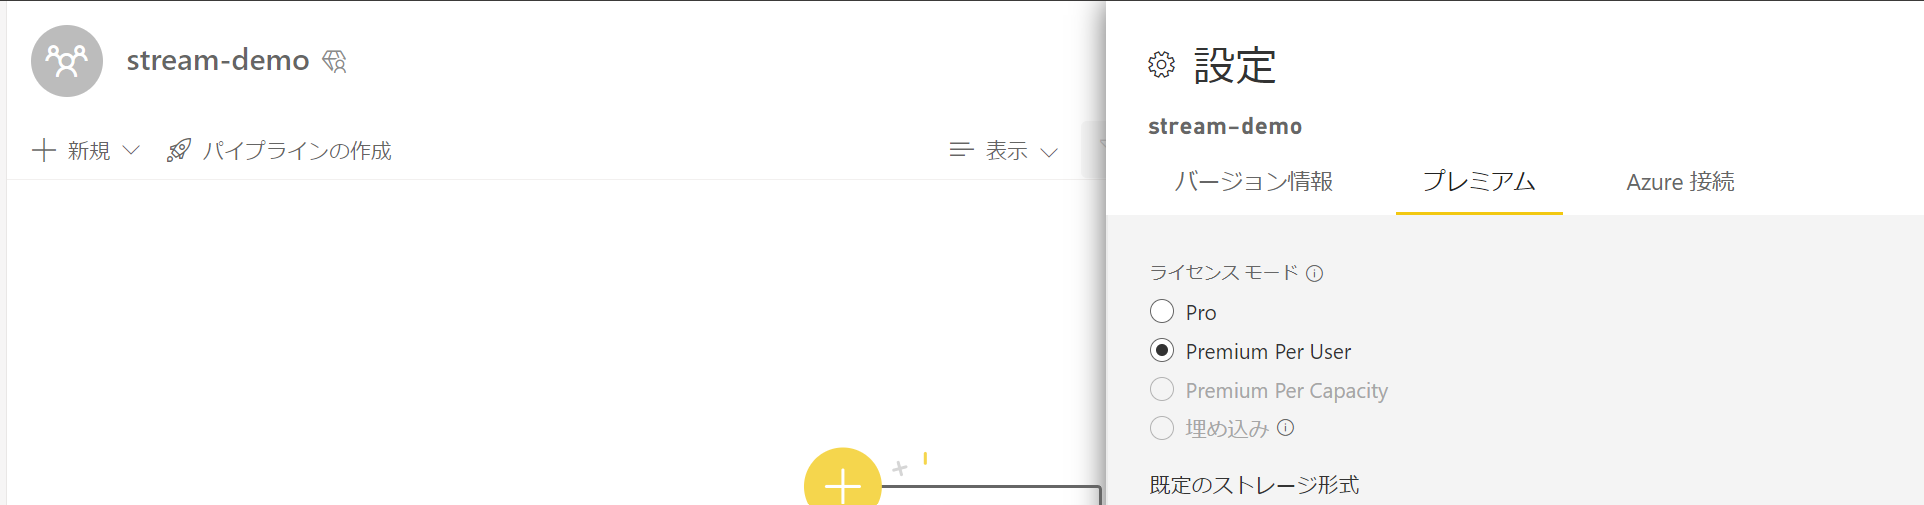 stream-demo
新規
パイプラインの作成
表示
設定
stream-demo
バージョン情報
プレミアム
Azure 接続
ライセンス モード
Pro
Premium Per User
Premium Per Capacity
埋め込み
既定のストレージ形式